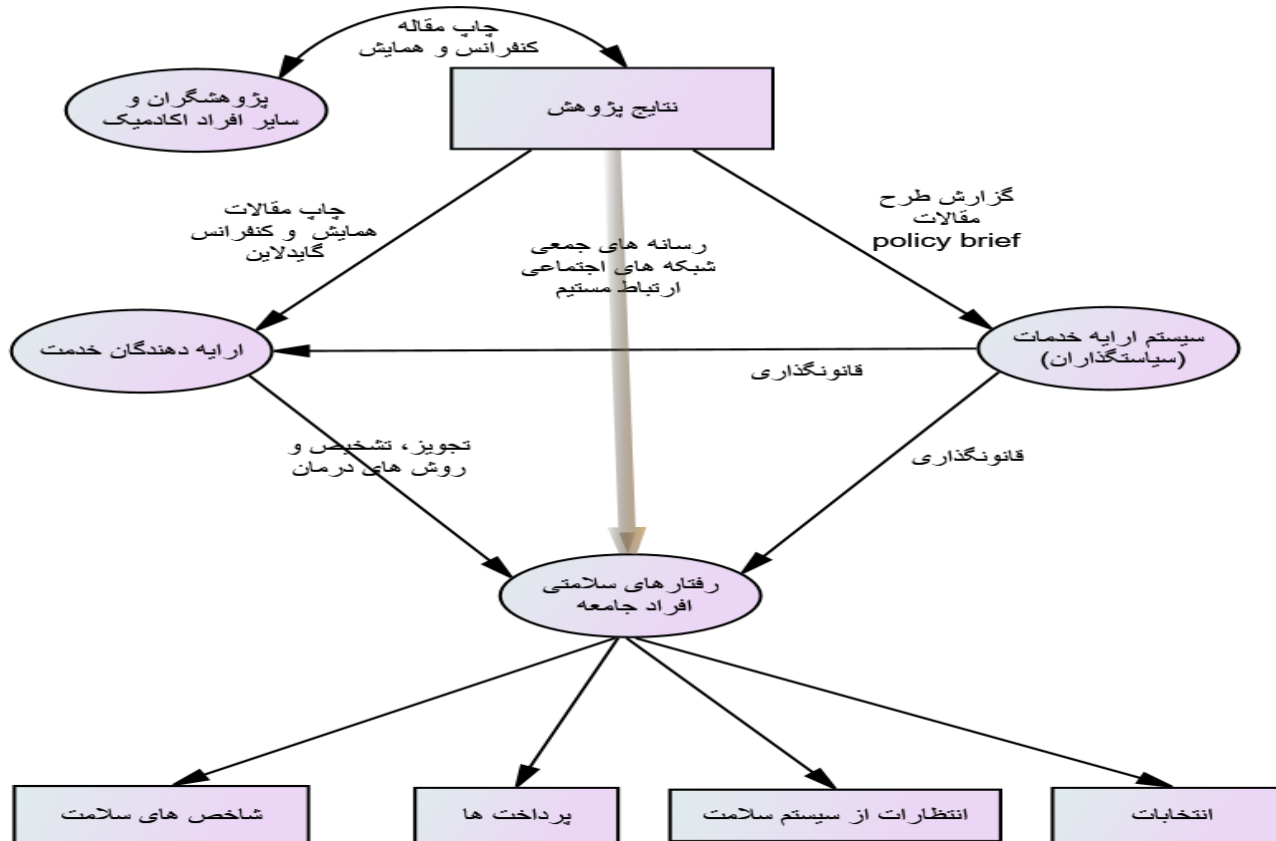 چاپ مقاله
کنفرانس و همایش
پژوهشگران و
سایر افراد اکادمیک
نتایج پژوهش
چاپ مقالات
همایش و کنفرانس
گایدلاین
رسانه های جمعی
شبکه های اجتماعی
ارتباط مستیم
گزارش طرح
مقالات
policy brief
ارایه دهندگان خدمت
سیستم ارایه خدمات
(سیاستگذاران)
قانونگذاری
تجویز، تشخیص و
روش های درمان
قانونگذاری
رفتارهای سلامتی
افراد جامعه
شاخص های سلامت
پرداخت ها
انتظارات از سیستم سلامت
انتخابات